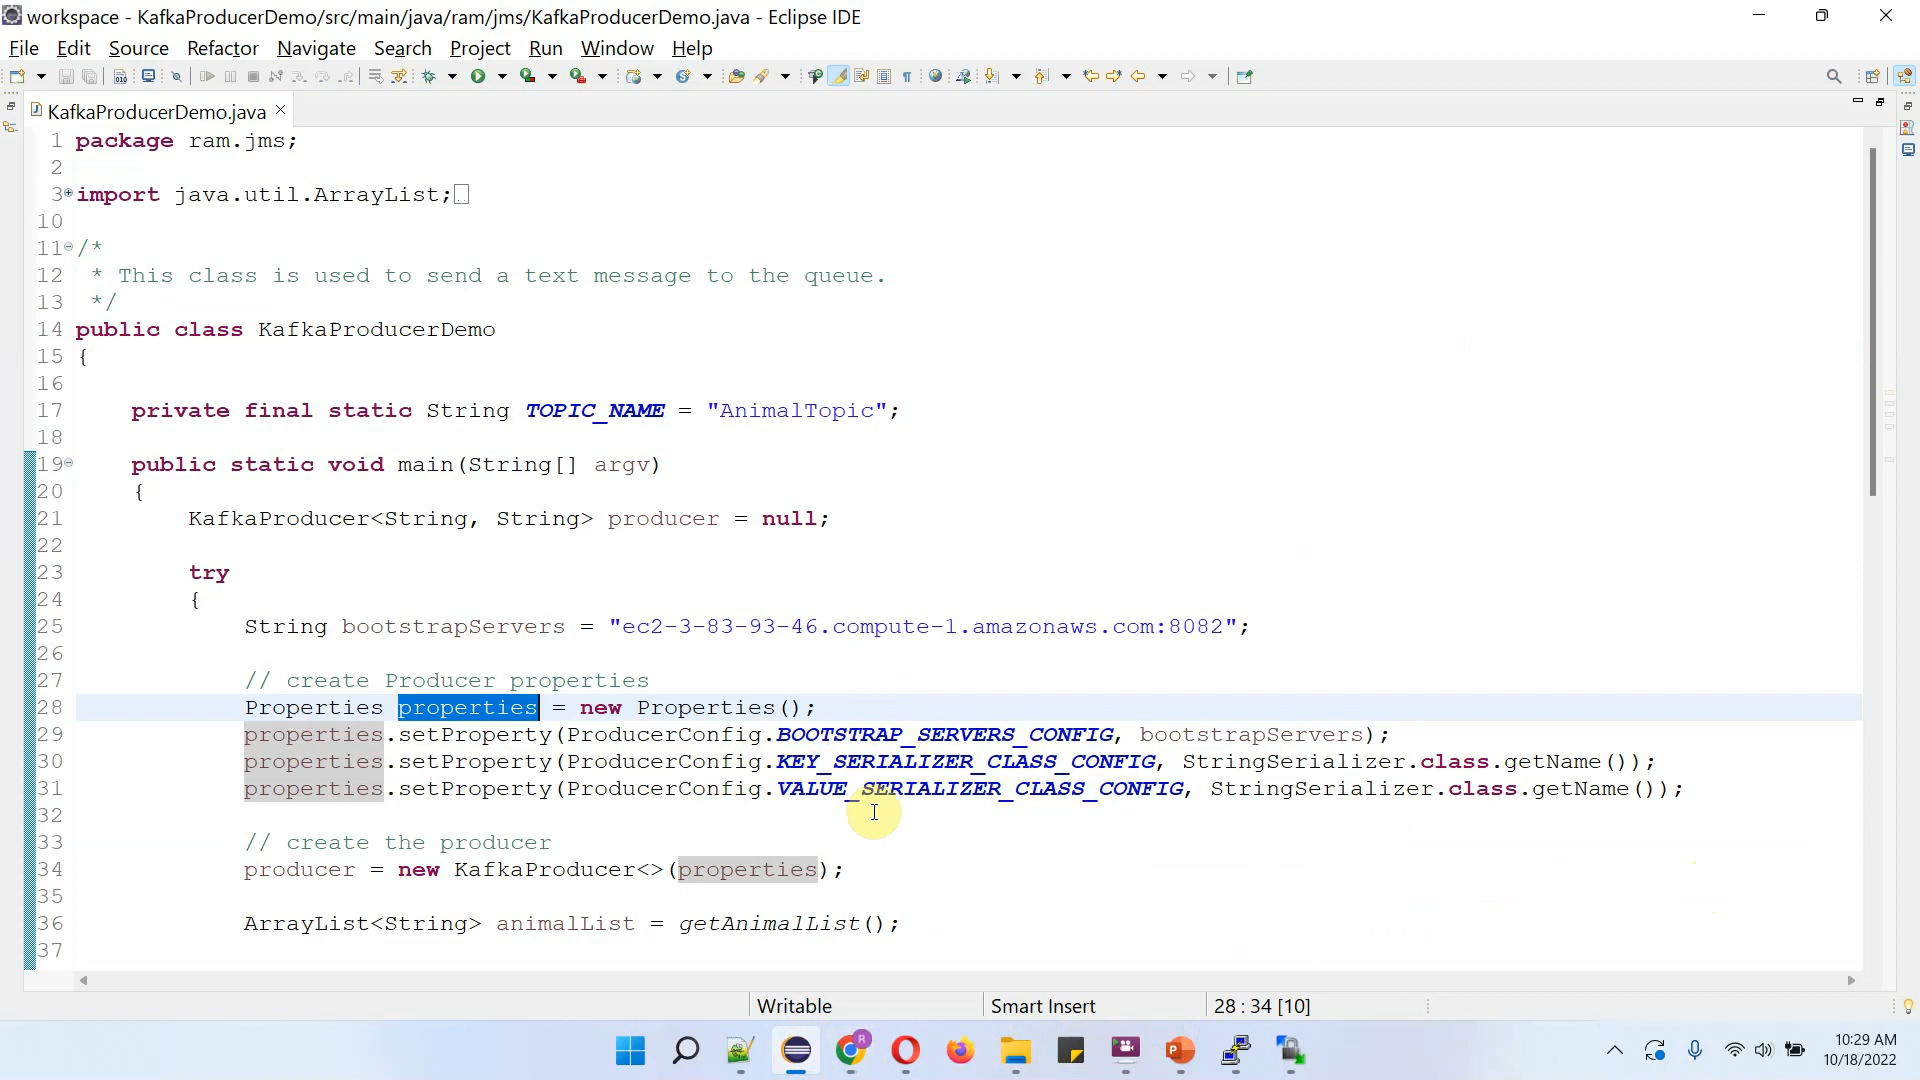 workspace - KafkaProducerDemo/src/main/java/ram/jms/KafkaProducerDemo.java - Eclipse IDE
File Edit Source Refactor Navigate Search Project Run Window Help
KafkaProducerDemo.java
1 package ram.jms;
2
3 import java.util.ArrayList;
10
11 /*
12 * This class is used to send a text message to the queue.
13 */
14 public class KafkaProducerDemo
15 {
16
17 private final static String TOPIC_NAME = "AnimalTopic";
18
19 public static void main(String[] argv)
20 {
21 KafkaProducer<String, String> producer = null;
22
23 try
24 {
25 String bootstrapServers = "ec2-3-83-93-46.compute-1.amazonaws.com:8082";
26
27 // create Producer properties
28 Properties properties = new Properties();
29 properties.setProperty(ProducerConfig.BOOTSTRAP_SERVERS_CONFIG, bootstrapServers);
30 properties.setProperty(ProducerConfig.KEY_SERIALIZER_CLASS_CONFIG, StringSerializer.class.getName());
31 properties.setProperty(ProducerConfig.VALUE_SERIALIZER_CLASS_CONFIG, StringSerializer.class.getName());
32
33 // create the producer
34 producer = new KafkaProducer<>(properties);
35
36 ArrayList<String> animalList = getAnimalList();
37
Writable Smart Insert 28 : 34 [10]
10:29 AM
10/18/2022